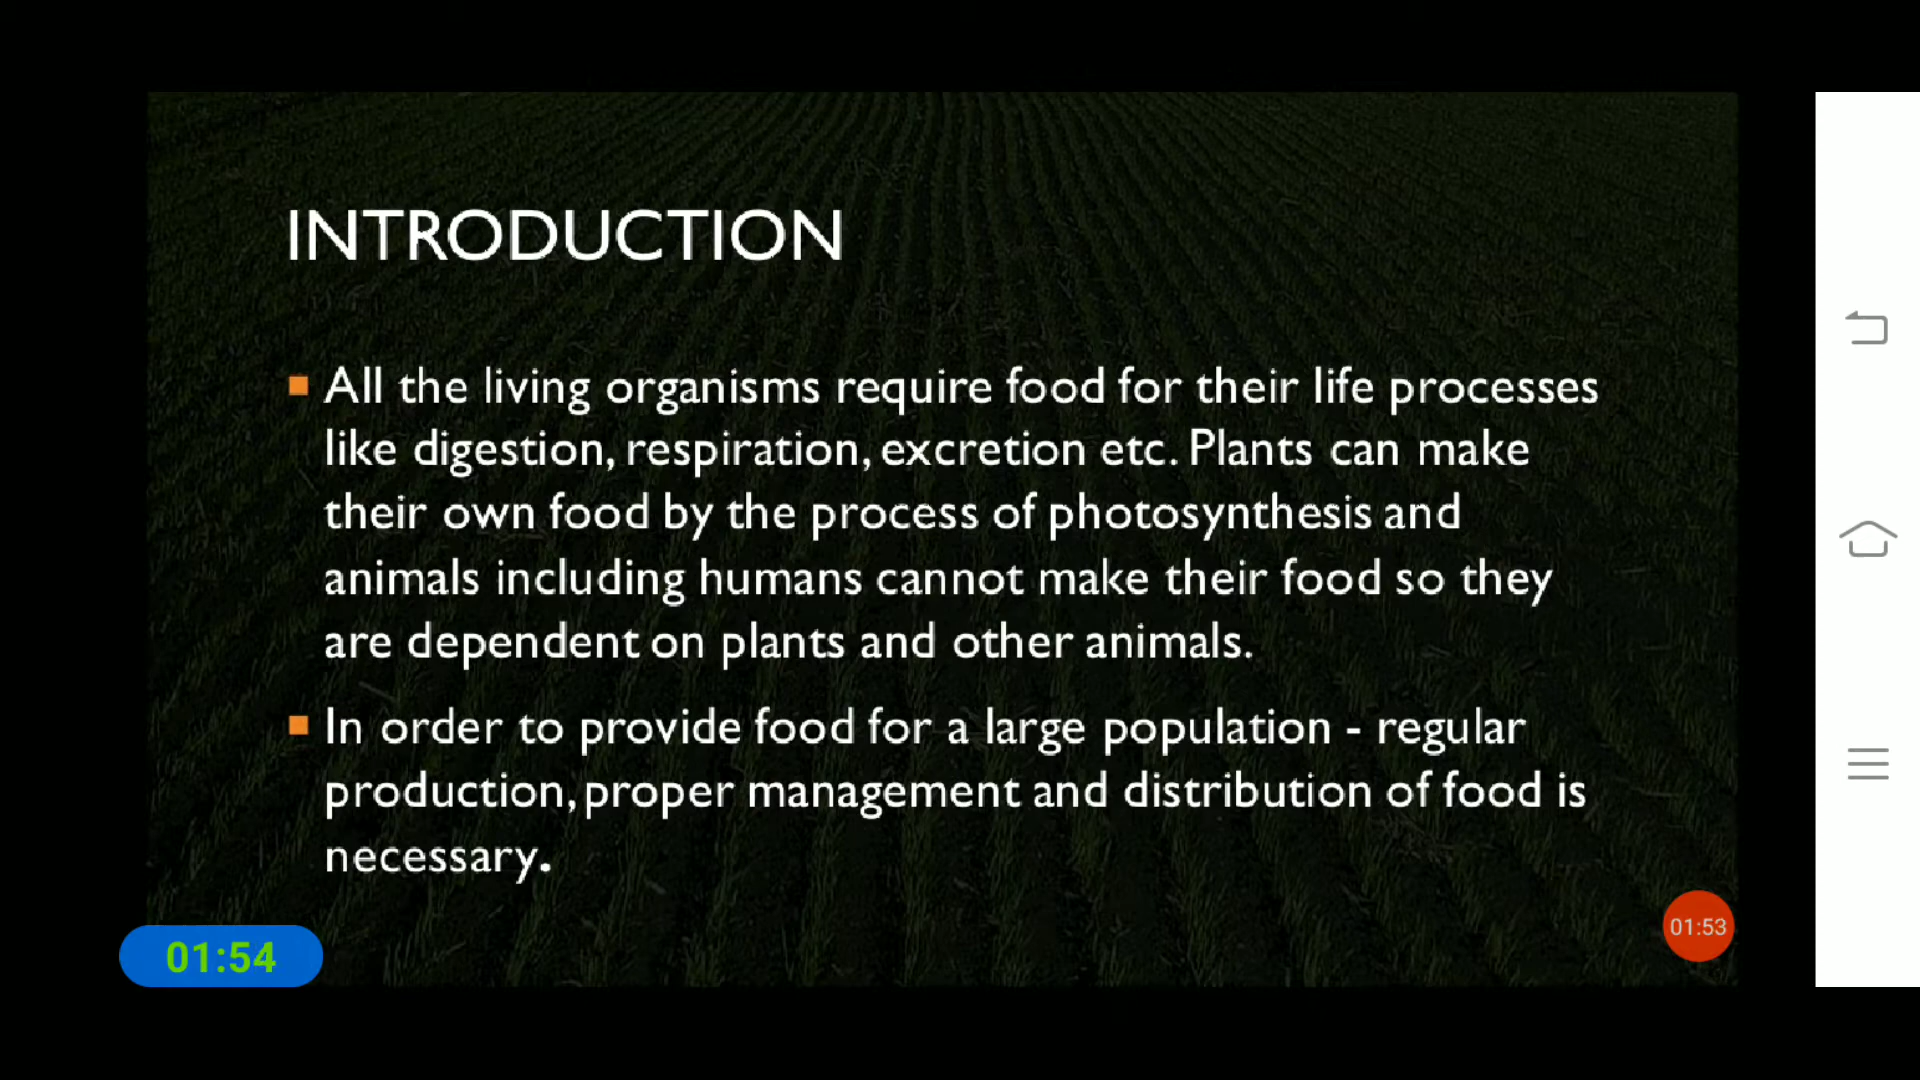 INTRODUCTION
All the living organisms require food for their life processes
like digestion, respiration, excretion etc. Plants can make
their own food by the process of photosynthesis and
animals including humans cannot make their food so they
are dependent on plants and other animals.
In order to provide food for a large population - regular
production, proper management and distribution of food is
necessary.
01:53
01:54